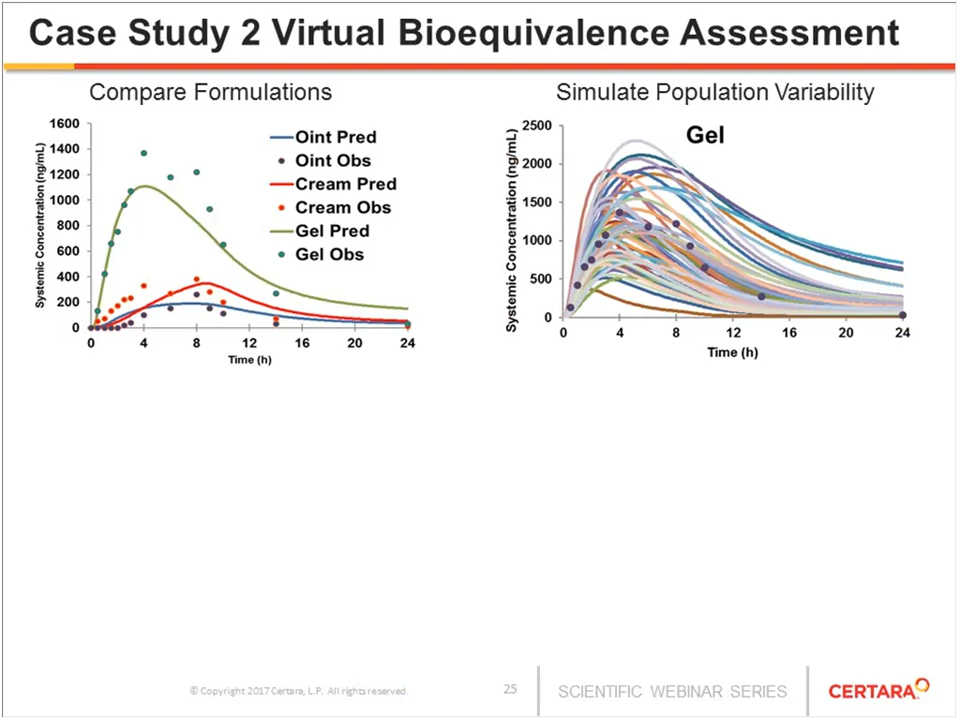 Case Study 2 Virtual Bioequivalence Assessment
Compare Formulations
Simulate Population Variability
Systemic Concentration (ng/mL)
1600
1400
1200
1000
800
600
400
200
0
0 4 8 12 16 20 24
Time (h)
Oint Pred
Oint Obs
Cream Pred
Cream Obs
Gel Pred
Gel Obs
Gel
Systemic Concentration (ng/mL)
2500
2000
1500
1000
500
0
0 4 8 12 16 20 24
Time (h)
© Copyright 2017 Certara, L.P. All rights reserved.
25
SCIENTIFIC WEBINAR SERIES
CERTARA